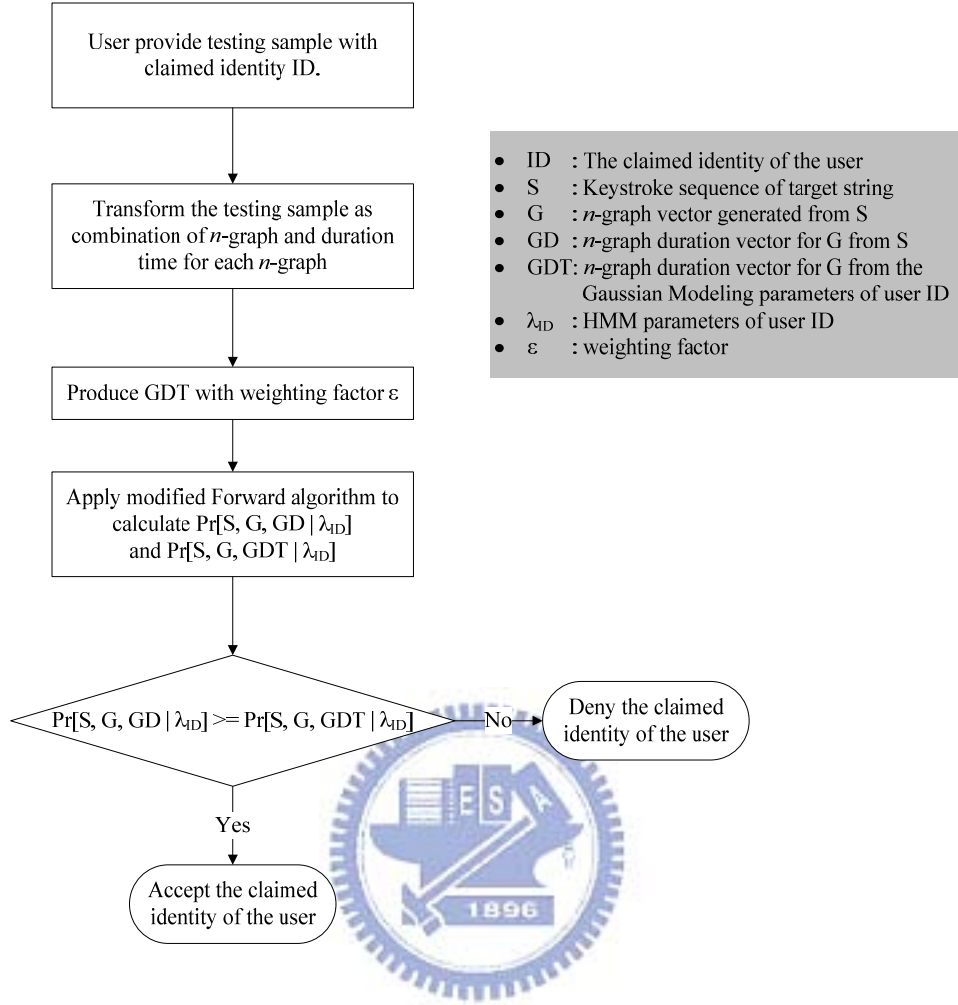 User provide testing sample with
claimed identity ID.
Transform the testing sample as
combination of n-graph and duration
time for each n-graph
Produce GDT with weighting factor ε
Apply modified Forward algorithm to
calculate Pr[S, G, GD | λID]
and Pr[S, G, GDT | λID]
Pr[S, G, GD | λID] >= Pr[S, G, GDT | λID]
No
Deny the claimed
identity of the user
Yes
Accept the claimed
identity of the user
• ID : The claimed identity of the user
• S : Keystroke sequence of target string
• G : n-graph vector generated from S
• GD : n-graph duration vector for G from S
• GDT: n-graph duration vector for G from the
Gaussian Modeling parameters of user ID
• λID : HMM parameters of user ID
• ε : weighting factor
E S A
1896